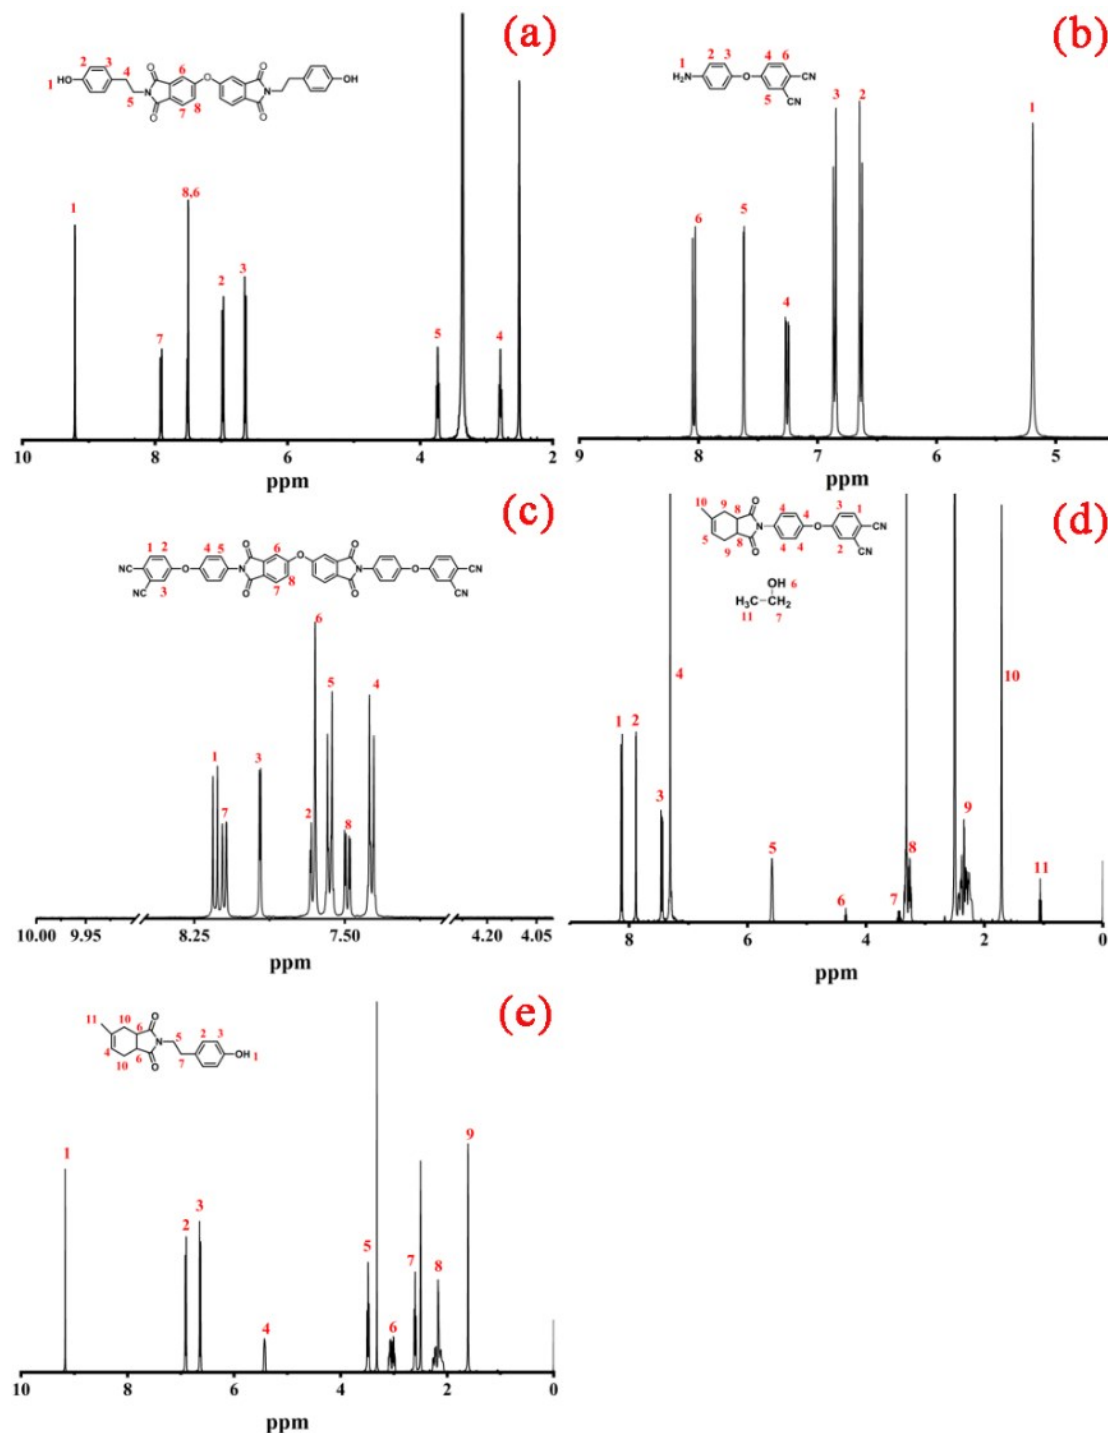 (a)
2 3 4 6 O O
HO N O N OH
1 5 O 7 8 O
1 7 8,6 2 3 5 4
10 8 6 4 2
ppm
(b)
1 2 3 4 6
H₂N O CN
5 CN
6 5 4 3 2 1
9 8 7 6 5
ppm
(c)
1 2 4 5 O 6 O
NC O N O N O CN
NC 3 O 7 8 O CN
1 7 3 2 6 5 8 4
10.00 9.95 8.25 7.50 4.20 4.05
ppm
(d)
10 9 8 O 4 4 3 1
N O CN
5 9 8 O 4 4 2 CN
OH 6
H₃C CH₂
11 7
1 2 3 4 5 6 7 8 9 10 11
8 6 4 2 0
ppm
(e)
11 10 6 O 5 2 3
4 N OH 1
10 6 O 7
1 2 3 4 5 6 7 8 9
10 8 6 4 2 0
ppm